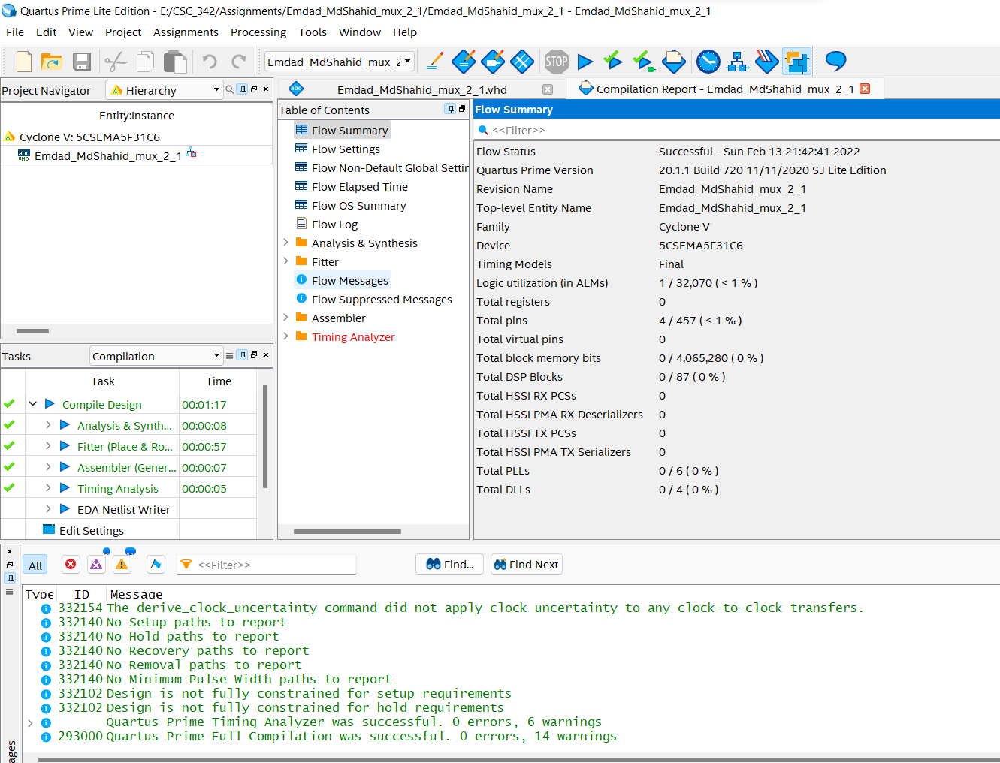 Quartus Prime Lite Edition - E:/CSC_342/Assignments/Emdad_MdShahid_mux_2_1/Emdad_MdShahid_mux_2_1 - Emdad_MdShahid_mux_2_1
File Edit View Project Assignments Processing Tools Window Help
Emdad_MdShahid_mux_2
STOP
Project Navigator
Hierarchy
Entity:Instance
Cyclone V: 5CSEMA5F31C6
Emdad_MdShahid_mux_2_1
Tasks
Compilation
Task Time
Compile Design 00:01:17
Analysis & Synth... 00:00:08
Fitter (Place & Ro... 00:00:57
Assembler (Gener... 00:00:07
Timing Analysis 00:00:05
EDA Netlist Writer
Edit Settings
abc Emdad_MdShahid_mux_2_1.vhd
Compilation Report - Emdad_MdShahid_mux_2_1
Table of Contents
Flow Summary
Flow Settings
Flow Non-Default Global Settin
Flow Elapsed Time
Flow OS Summary
Flow Log
Analysis & Synthesis
Fitter
Flow Messages
Flow Suppressed Messages
Assembler
Timing Analyzer
Flow Summary
<<Filter>>
Flow Status Successful - Sun Feb 13 21:42:41 2022
Quartus Prime Version 20.1.1 Build 720 11/11/2020 SJ Lite Edition
Revision Name Emdad_MdShahid_mux_2_1
Top-level Entity Name Emdad_MdShahid_mux_2_1
Family Cyclone V
Device 5CSEMA5F31C6
Timing Models Final
Logic utilization (in ALMs) 1 / 32,070 ( < 1 % )
Total registers 0
Total pins 4 / 457 ( < 1 % )
Total virtual pins 0
Total block memory bits 0 / 4,065,280 ( 0 % )
Total DSP Blocks 0 / 87 ( 0 % )
Total HSSI RX PCSs 0
Total HSSI PMA RX Deserializers 0
Total HSSI TX PCSs 0
Total HSSI PMA TX Serializers 0
Total PLLs 0 / 6 ( 0 % )
Total DLLs 0 / 4 ( 0 % )
All
<<Filter>>
Find...
Find Next
Type ID Message
332154 The derive_clock_uncertainty command did not apply clock uncertainty to any clock-to-clock transfers.
332140 No Setup paths to report
332140 No Hold paths to report
332140 No Recovery paths to report
332140 No Removal paths to report
332140 No Minimum Pulse Width paths to report
332102 Design is not fully constrained for setup requirements
332102 Design is not fully constrained for hold requirements
Quartus Prime Timing Analyzer was successful. 0 errors, 6 warnings
293000 Quartus Prime Full Compilation was successful. 0 errors, 14 warnings
ages